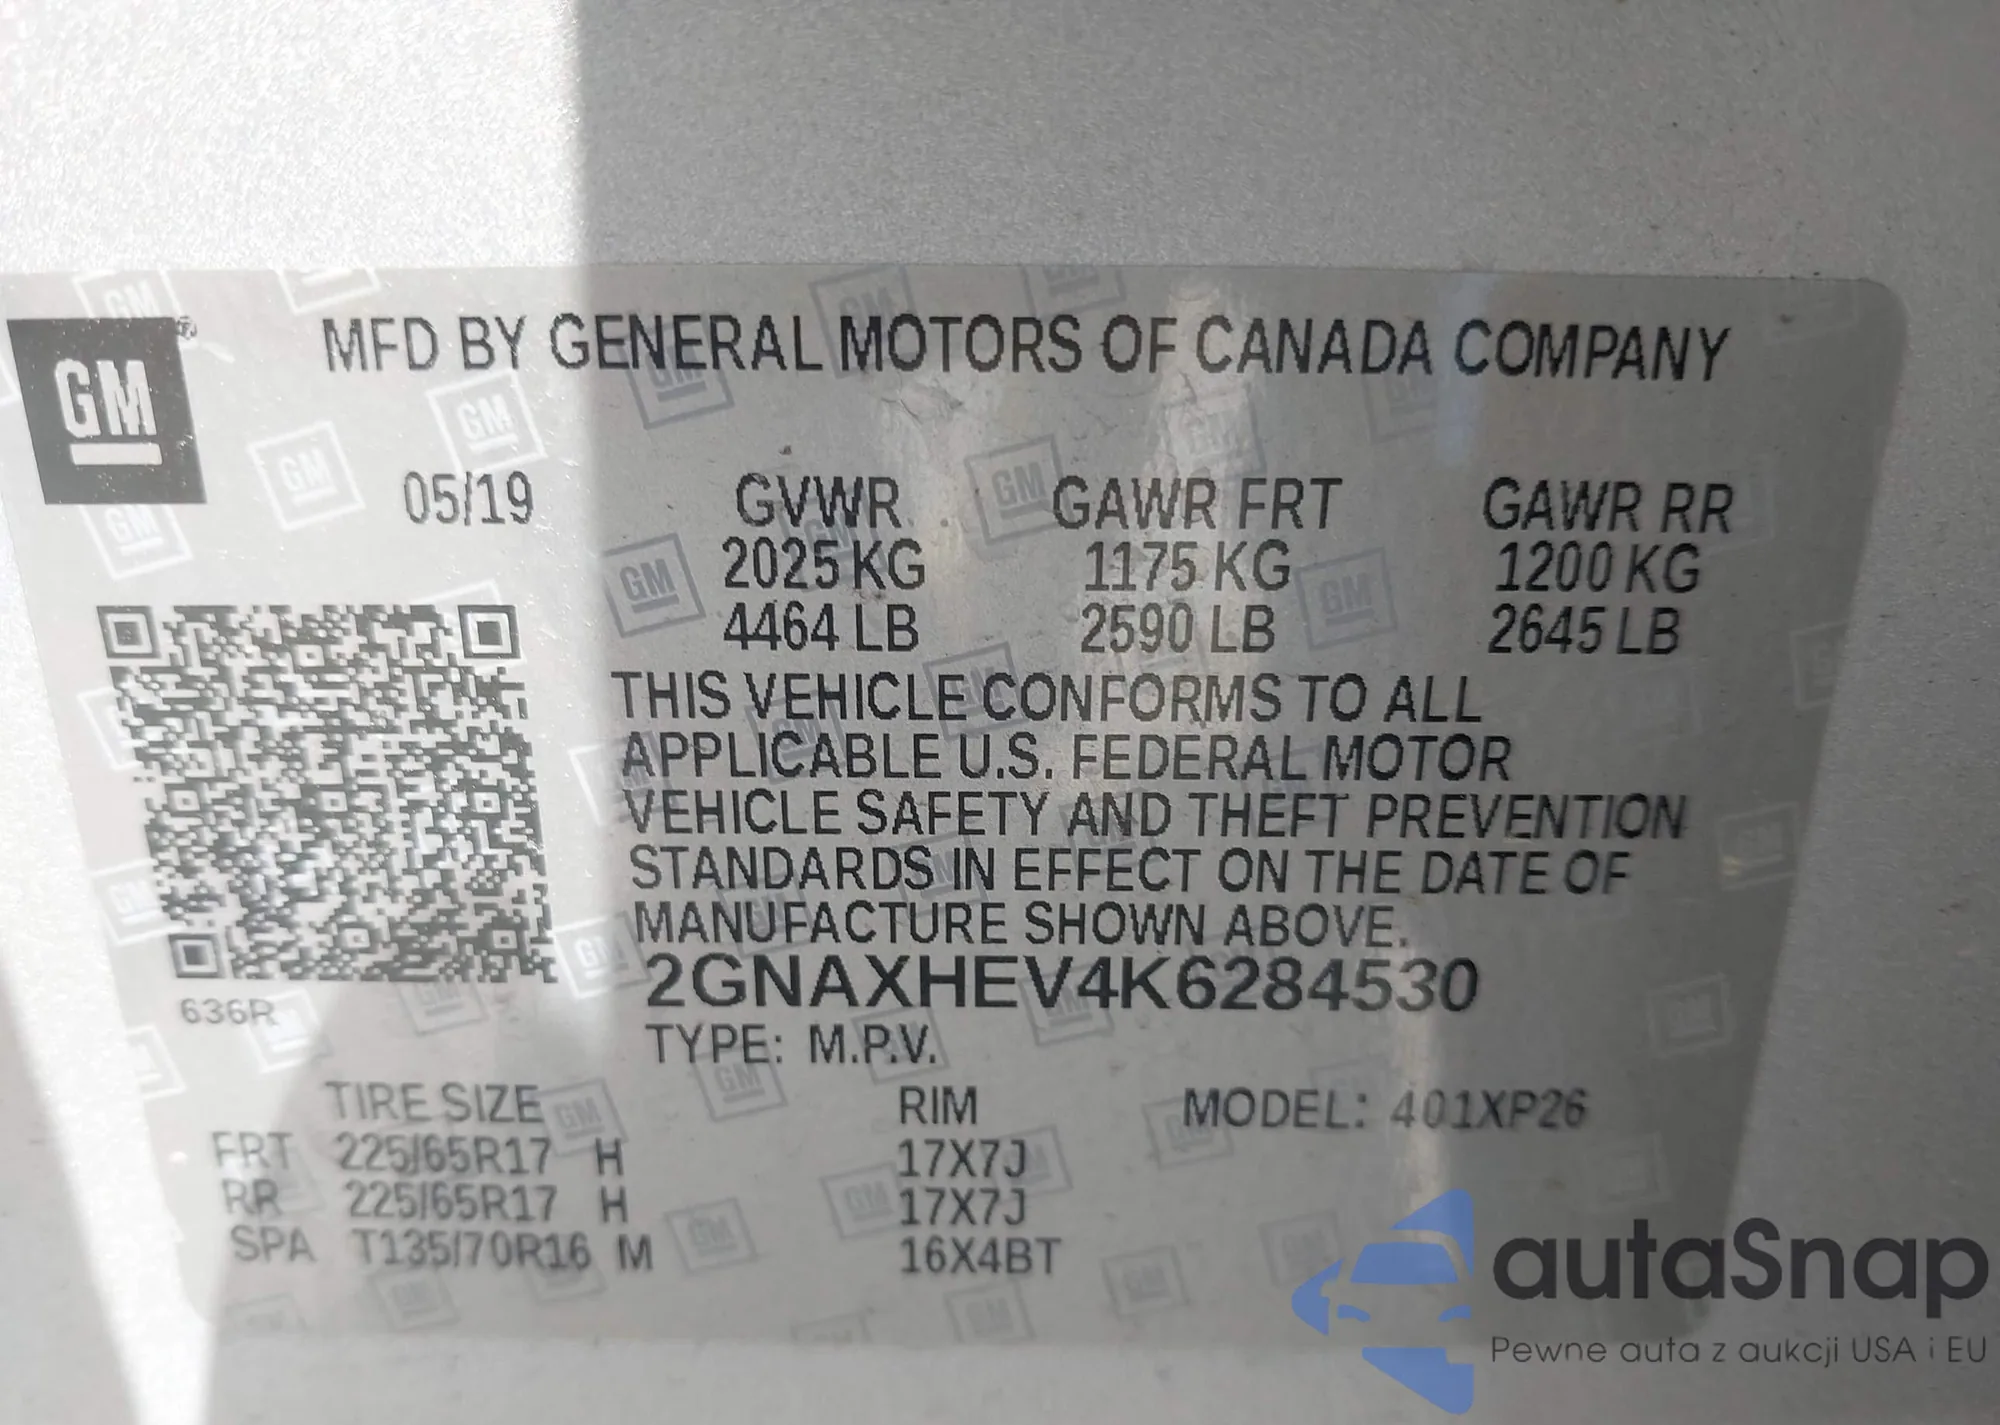 GM
MFD BY GENERAL MOTORS OF CANADA COMPANY
05/19 GVWR GAWR FRT GAWR RR
2025 KG 1175 KG 1200 KG
4464 LB 2590 LB 2645 LB
THIS VEHICLE CONFORMS TO ALL
APPLICABLE U.S. FEDERAL MOTOR
VEHICLE SAFETY AND THEFT PREVENTION
STANDARDS IN EFFECT ON THE DATE OF
MANUFACTURE SHOWN ABOVE.
2GNAXHEV4K6284530
636R
TYPE: M.P.V.
TIRE SIZE RIM MODEL: 401XP26
FRT 225/65R17 H 17X7J
RR 225/65R17 H 17X7J
SPA T135/70R16 M 16X4BT
autaSnap
Pewne auta z aukcji USA i EU